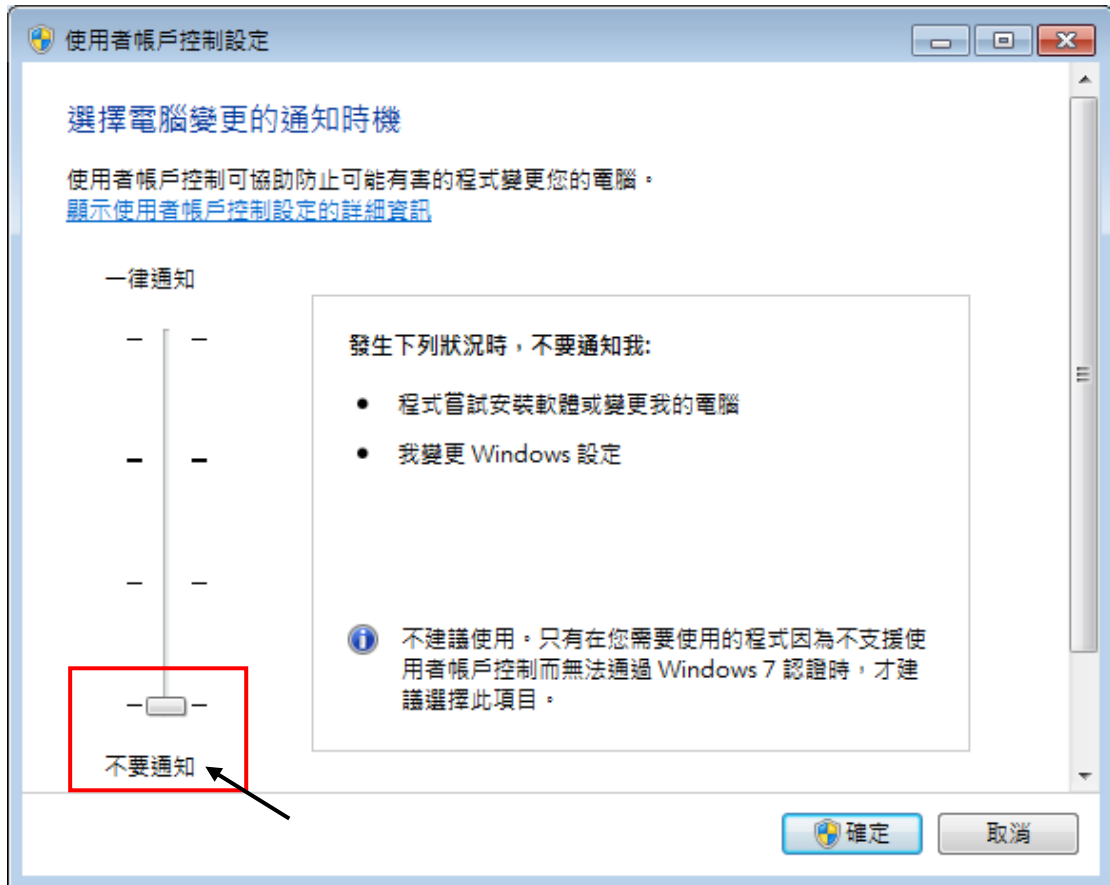 使用者帳戶控制設定
選擇電腦變更的通知時機
使用者帳戶控制可協助防止可能有害的程式變更您的電腦。
顯示使用者帳戶控制設定的詳細資訊
一律通知
發生下列狀況時，不要通知我:
• 程式嘗試安裝軟體或變更我的電腦
• 我變更 Windows 設定
不建議使用。只有在您需要使用的程式因為不支援使
用者帳戶控制而無法通過 Windows 7 認證時，才建
議選擇此項目。
不要通知
確定
取消